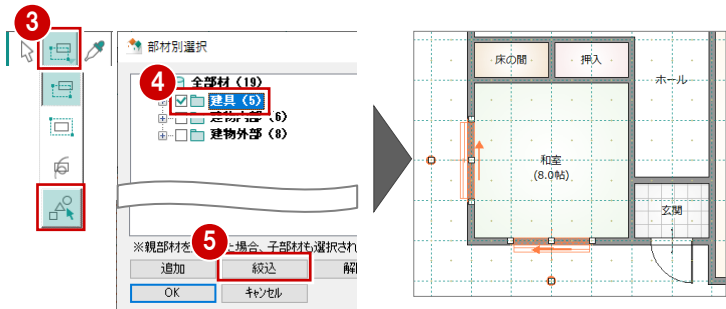 3
部材別選択
4
全部材 (19)
建具 (5)
(6)
建物外部 (8)
5
※親部材を
場合、子部材も選択され
追加
絞込
OK
ｷｬﾝｾﾙ
床の間
押入
ホール
和室
(8.0帖)
玄関